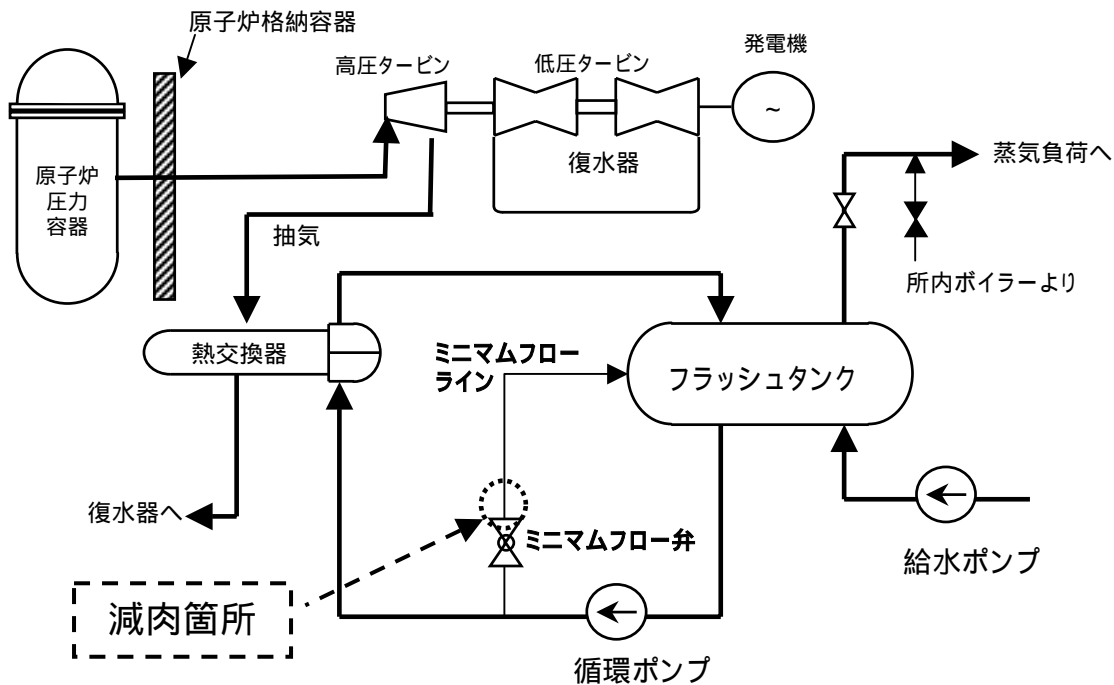 原子炉格納容器
高圧タービン
低圧タービン
発電機
~
復水器
蒸気負荷へ
原子炉
圧力
容器
抽気
所内ボイラーより
熱交換器
ミニマムフロー
ライン
フラッシュタンク
復水器へ
ミニマムフロー弁
給水ポンプ
減肉箇所
循環ポンプ